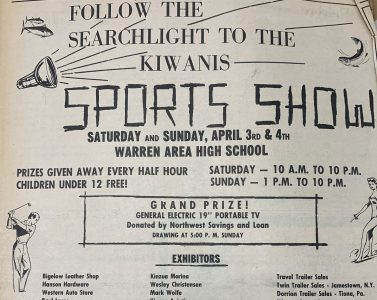 FOLLOW THE
SEARCHLIGHT TO THE
KIWANIS
SPORTS SHOW
SATURDAY AND SUNDAY, APRIL 3rd & 4th
WARREN AREA HIGH SCHOOL
PRIZES GIVEN AWAY EVERY HALF HOUR
CHILDREN UNDER 12 FREE!
SATURDAY — 10 A.M. TO 10 P.M.
SUNDAY — 1 P.M. TO 10 P.M.
GRAND PRIZE!
GENERAL ELECTRIC 19" PORTABLE TV
Donated by Northwest Savings and Loan
DRAWING AT 5:00 P. M. SUNDAY
EXHIBITORS
Bigelow Leather Shop
Hanson Hardware
Western Auto Store
Kinzua Marina
Wesley Christensen
Mark Wolfe
Travel Trailer Sales
Twin Trailer Sales - Jamestown, N.Y.
Dorrion Trailer Sales - Tiona, Pa.